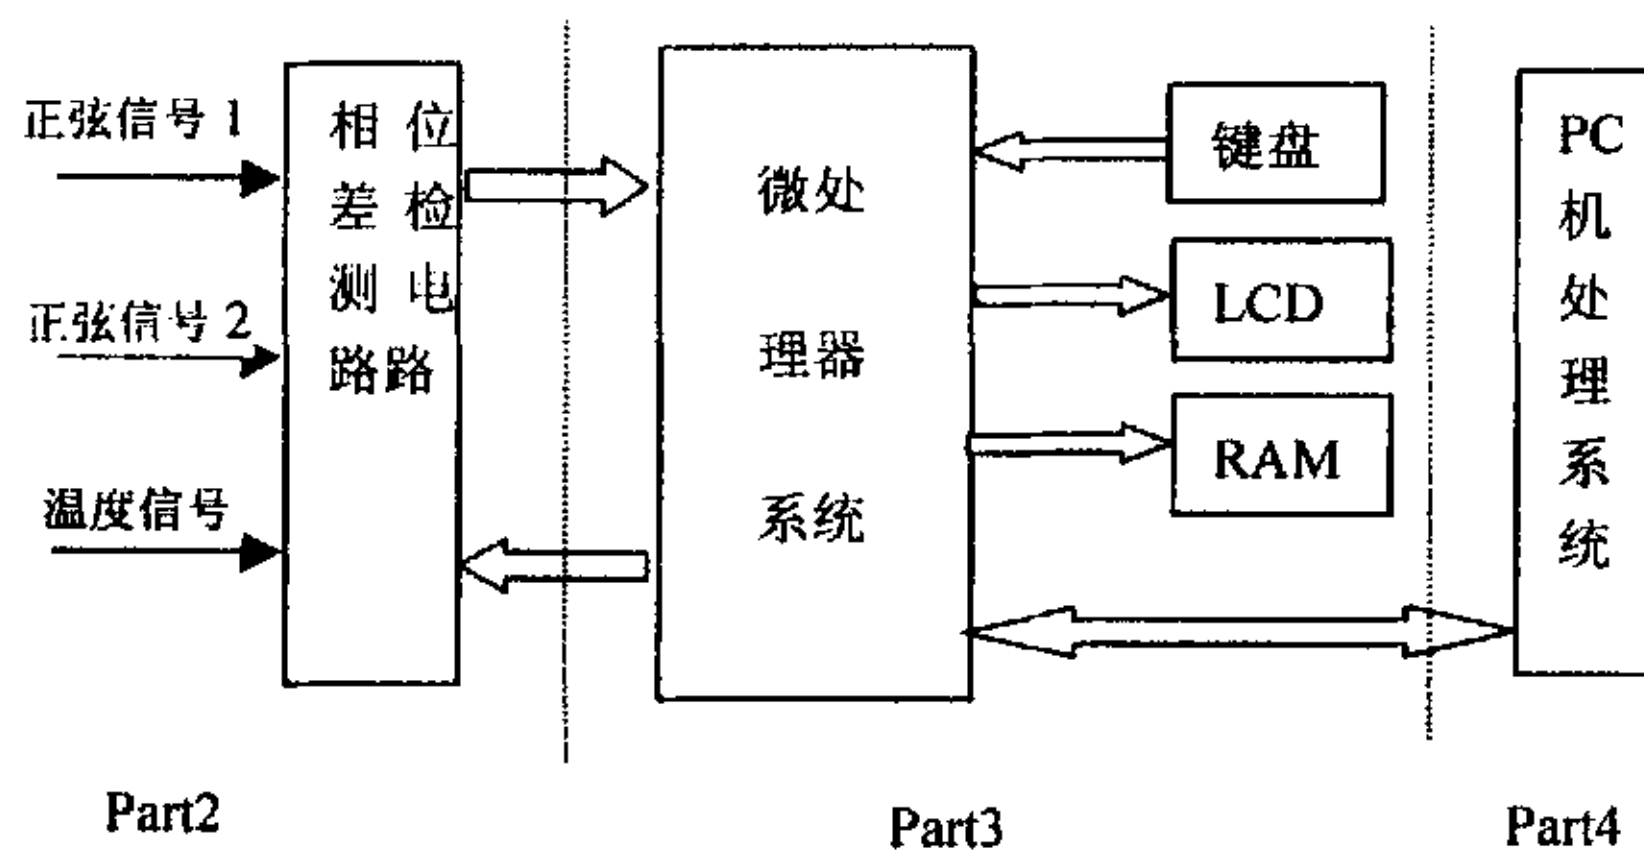 正弦信号 1
正弦信号 2
温度信号
相 位
差 检
测 电
路路
微处
理器
系统
键盘
LCD
RAM
PC
机
处
理
系
统
Part2
Part3
Part4